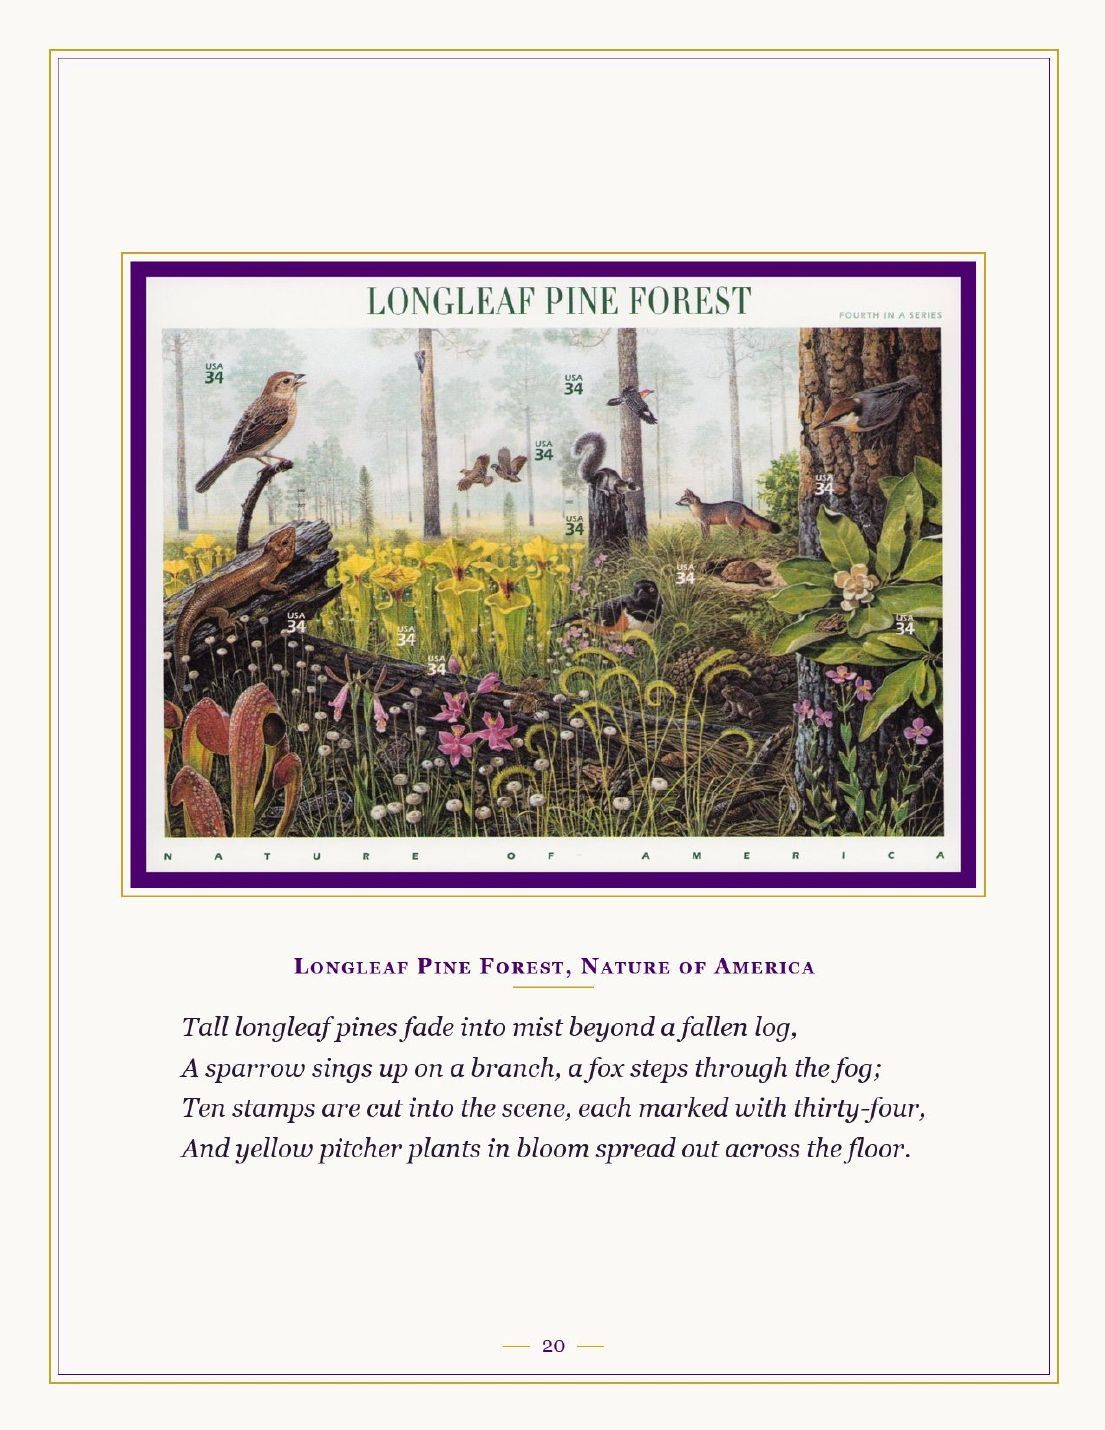 LONGLEAF PINE FOREST
FOURTH IN A SERIES
USA
34
USA
34
USA
34
USA
34
USA
34
USA
34
USA
34
USA
34
USA
34
USA
34
NATURE OF AMERICA
Longleaf Pine Forest, Nature of America
Tall longleaf pines fade into mist beyond a fallen log,
A sparrow sings up on a branch, a fox steps through the fog;
Ten stamps are cut into the scene, each marked with thirty-four,
And yellow pitcher plants in bloom spread out across the floor.
20